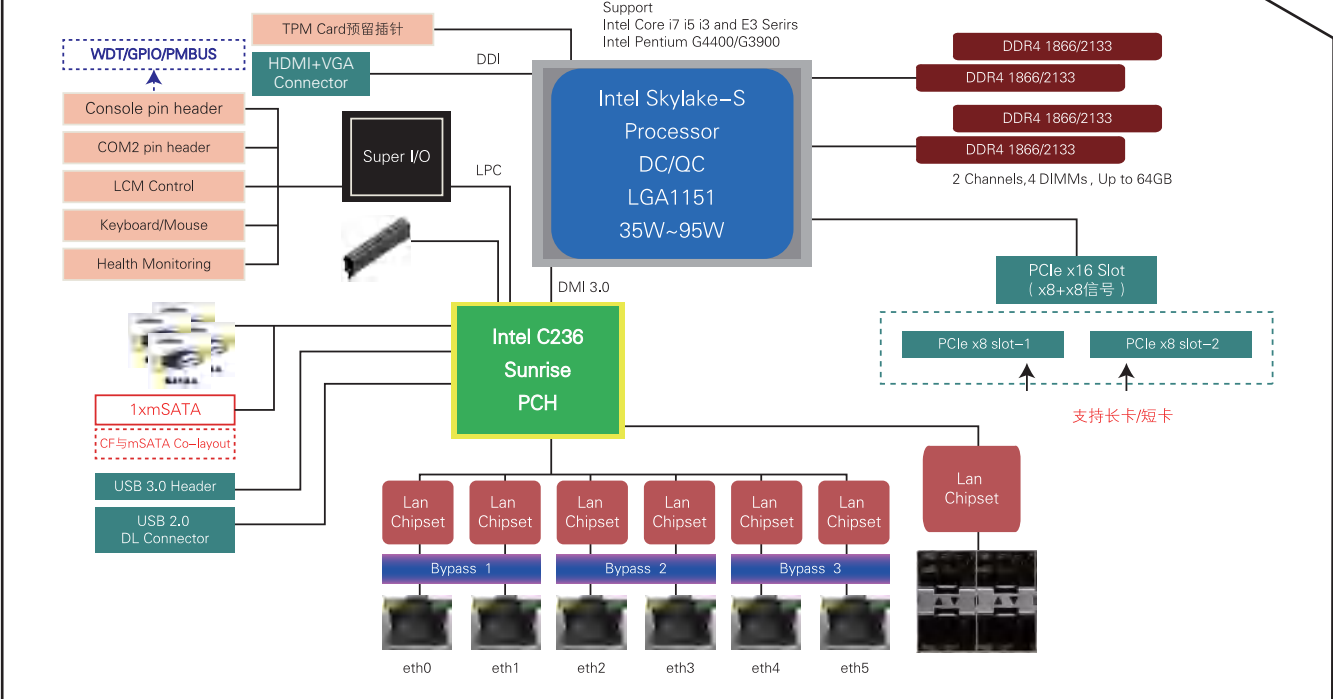 Support
Intel Core i7 i5 i3 and E3 Serirs
Intel Pentium G4400/G3900
TPM Card预留插针
WDT/GPIO/PMBUS
HDMI+VGA
Connector
DDI
Console pin header
COM2 pin header
LCM Control
Keyboard/Mouse
Health Monitoring
Super I/O
LPC
Intel Skylake-S
Processor
DC/QC
LGA1151
35W~95W
DDR4 1866/2133
DDR4 1866/2133
DDR4 1866/2133
DDR4 1866/2133
2 Channels,4 DIMMs, Up to 64GB
PCIe x16 Slot
( x8+x8信号 )
PCIe x8 slot-1
PCIe x8 slot-2
支持长卡/短卡
DMI 3.0
Intel C236
Sunrise
PCH
1xmSATA
CF与mSATA Co-layout
USB 3.0 Header
USB 2.0
DL Connector
Lan
Chipset
Lan
Chipset
Lan
Chipset
Lan
Chipset
Lan
Chipset
Lan
Chipset
Lan
Chipset
Bypass 1
Bypass 2
Bypass 3
eth0
eth1
eth2
eth3
eth4
eth5